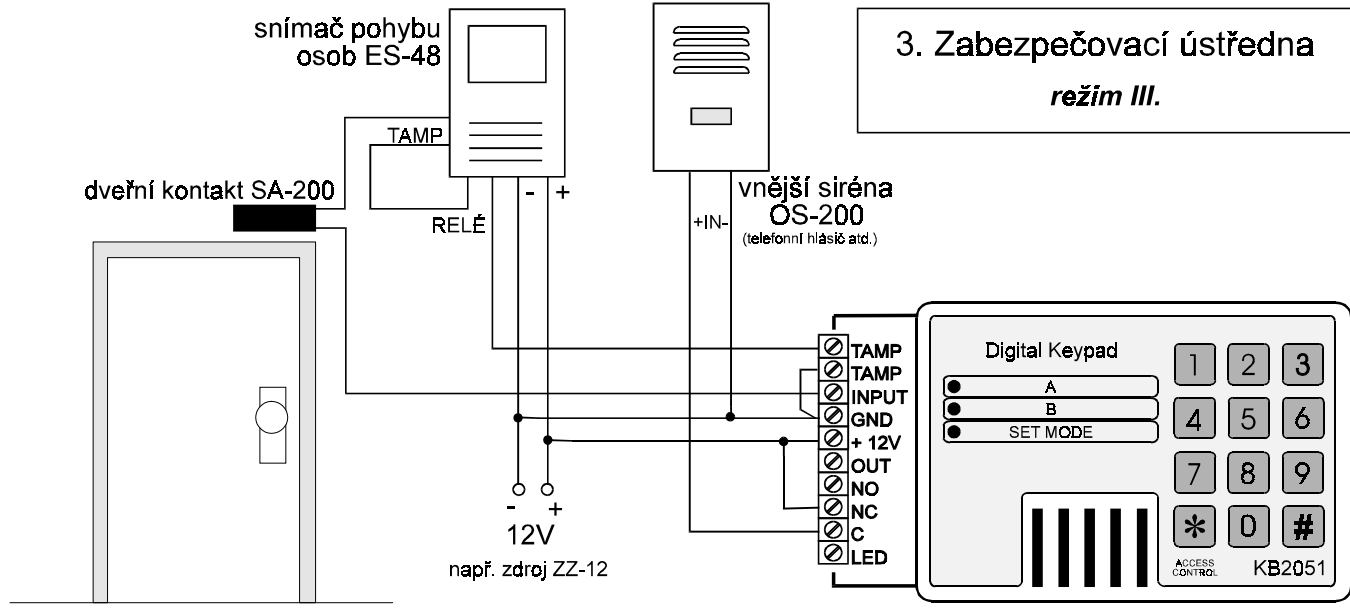 snímač pohybu
osob ES-48
3. Zabezpečovací ústředna
režim III.
TAMP
dveřní kontakt SA-200
- +
RELÉ
vnější siréna
OS-200
(telefonní hlásič atd.)
+IN-
TAMP
TAMP
INPUT
GND
+ 12V
OUT
NO
NC
C
LED
Digital Keypad
A
B
SET MODE
1 2 3
4 5 6
7 8 9
* 0 #
ACCESS
CONTROL
KB2051
- +
12V
např. zdroj ZZ-12